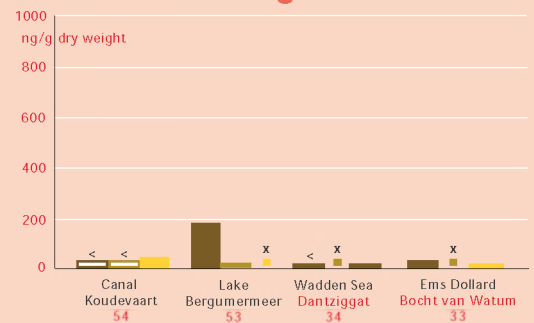 1000
ng/g dry weight
800
600
400
200
0
< < x < x x
Canal Lake Wadden Sea Ems Dollard
Koudevaart Bergumermeer Dantziggat Bocht van Watum
54 53 34 33